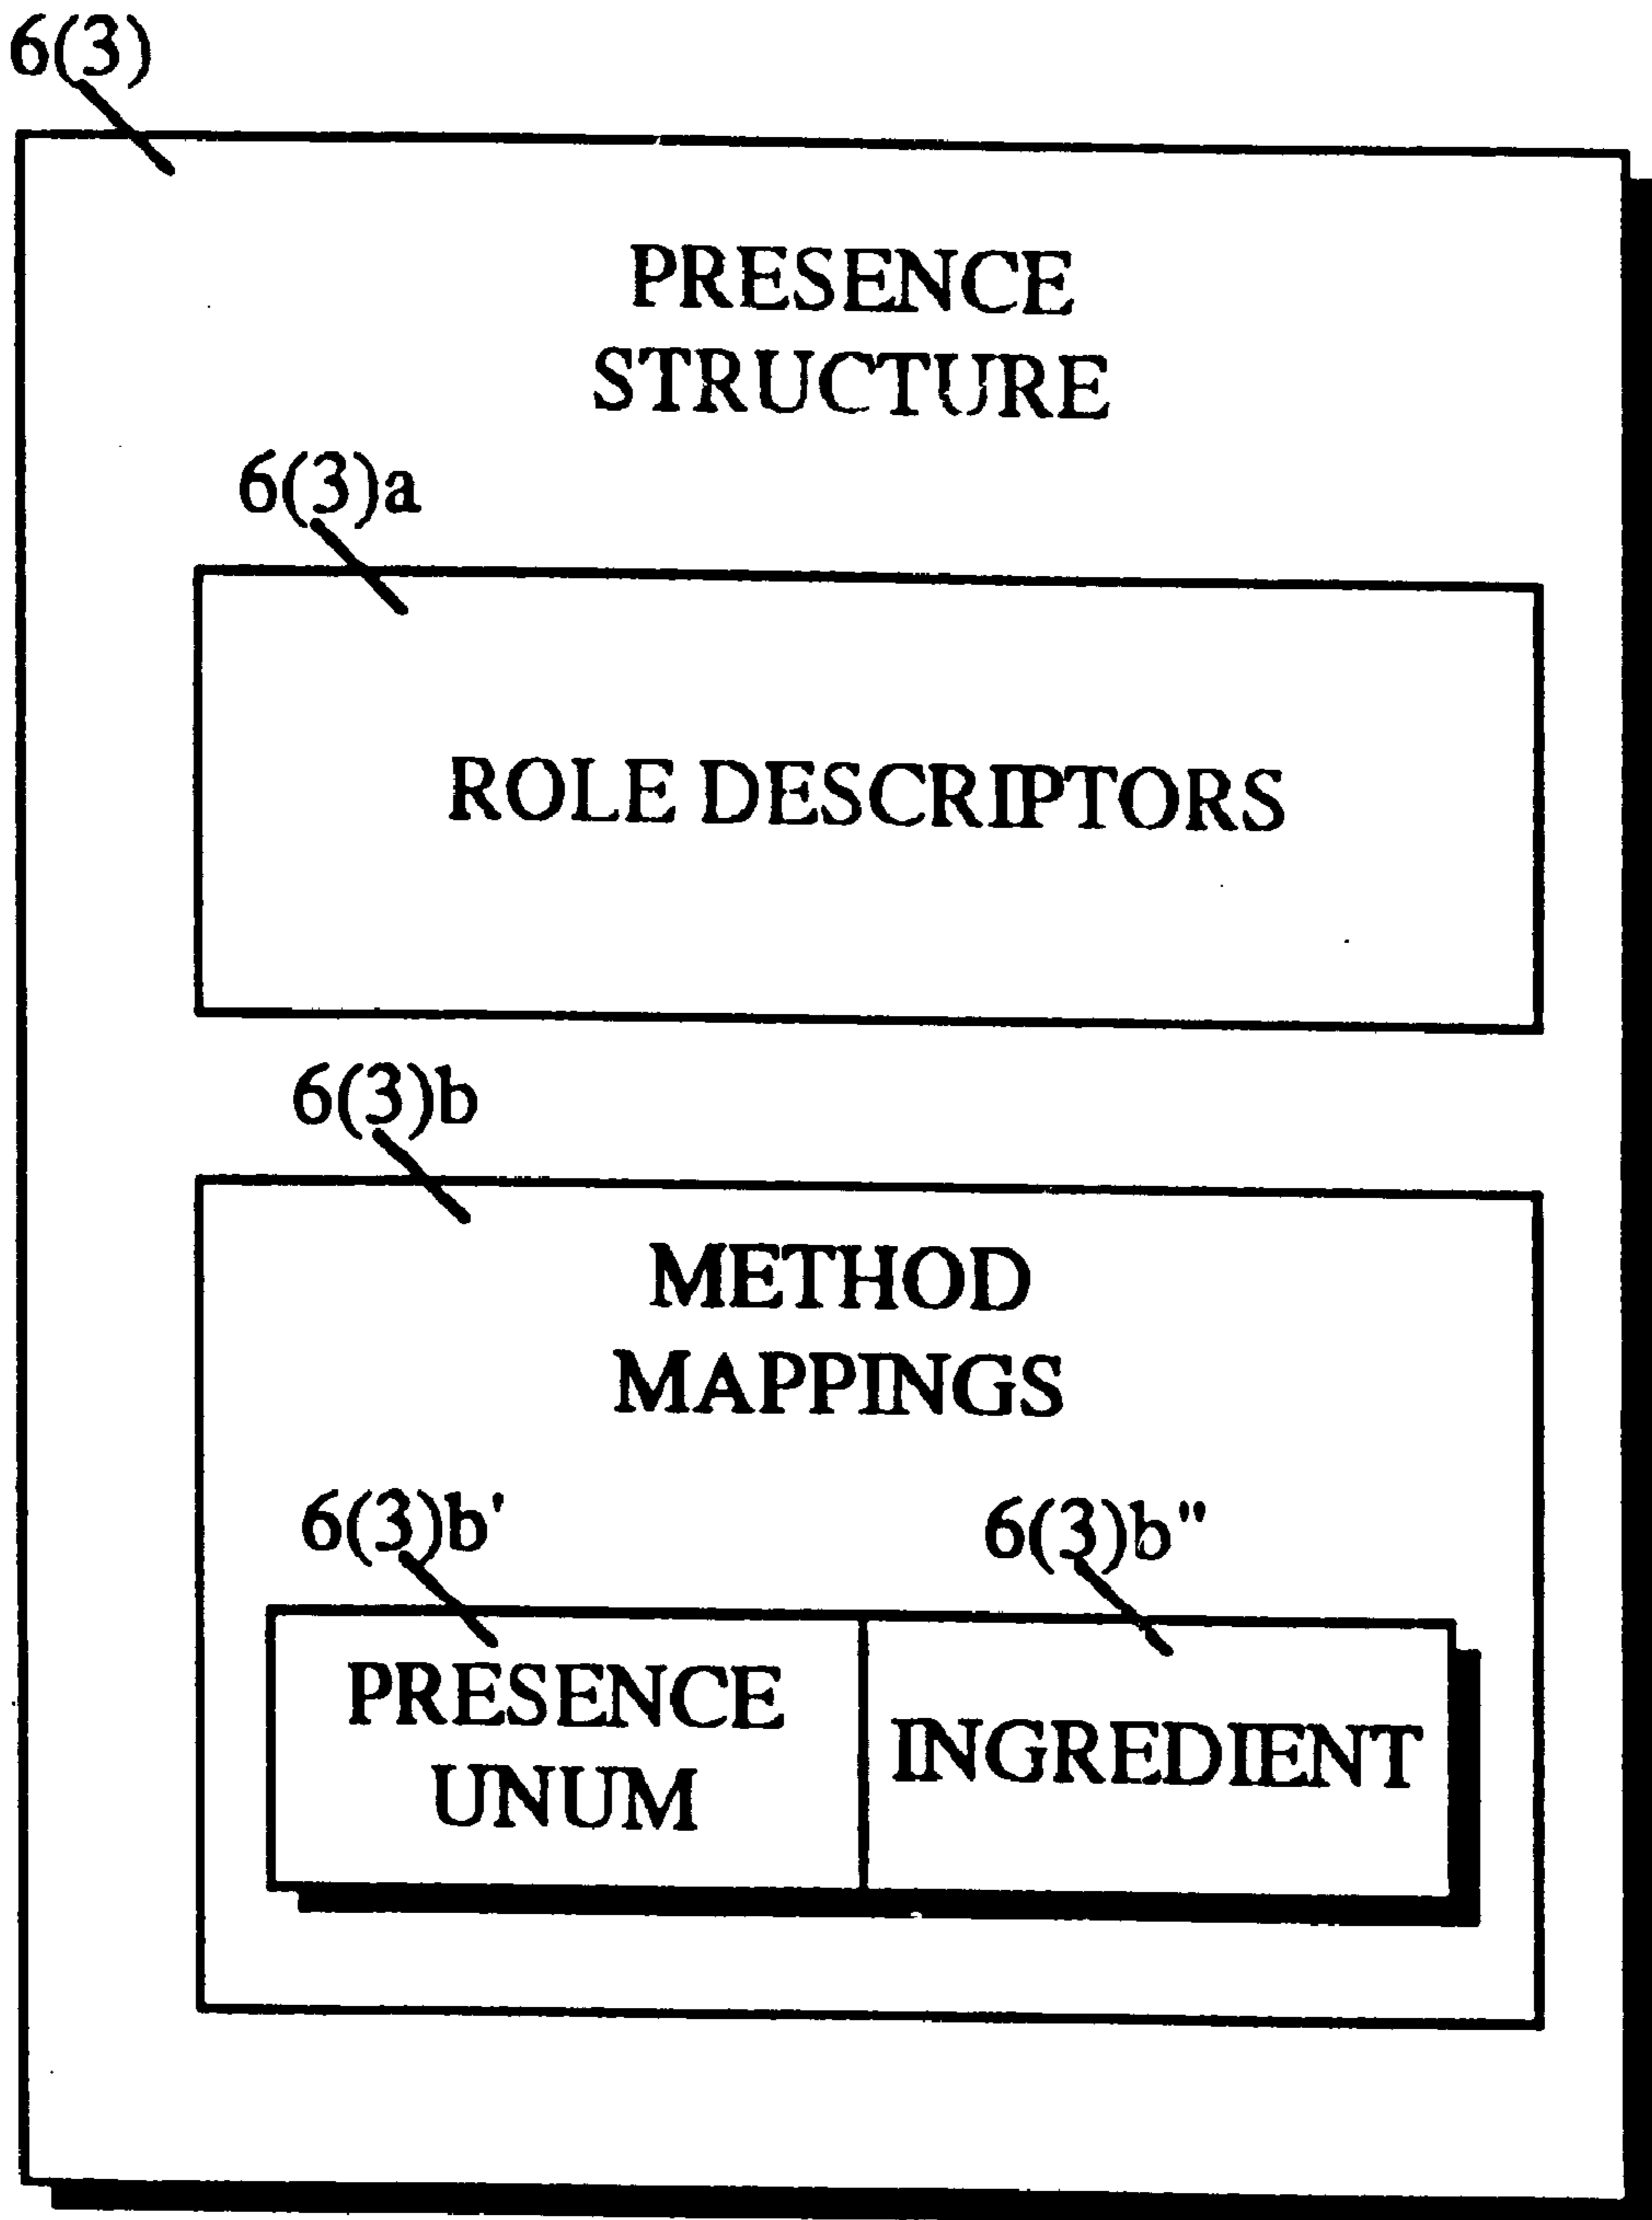 6(3)
PRESENCE
STRUCTURE
6(3)a
ROLE DESCRIPTORS
6(3)b
METHOD
MAPPINGS
6(3)b' 6(3)b"
PRESENCE
UNUM
INGREDIENT